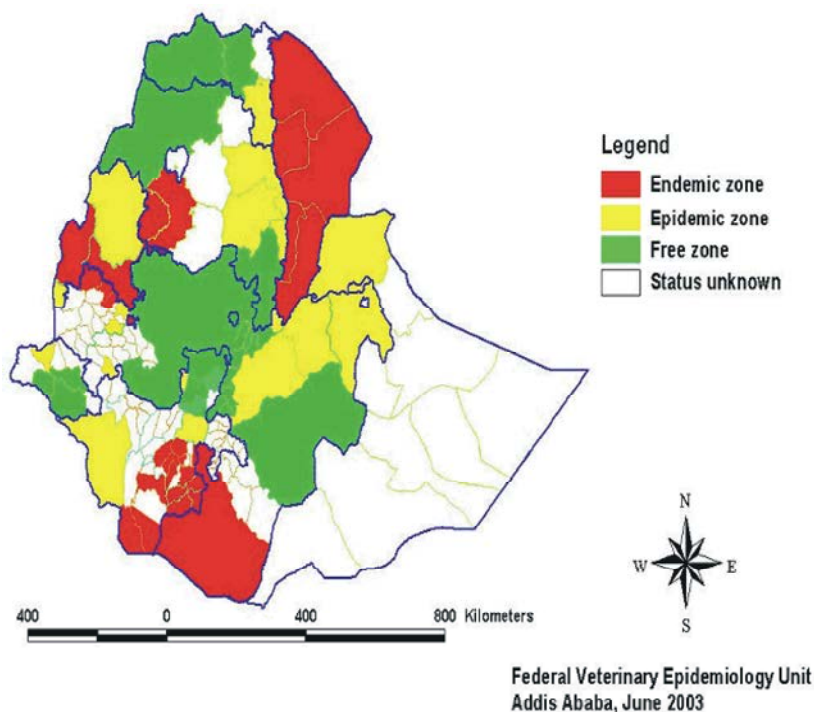 Legend
Endemic zone
Epidemic zone
Free zone
Status unknown
N
W E
S
400 0 400 800 Kilometers
Federal Veterinary Epidemiology Unit
Addis Ababa, June 2003